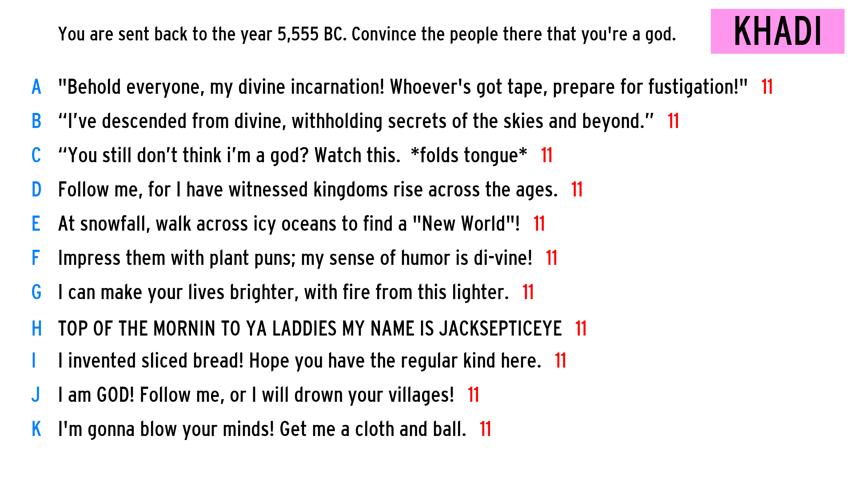 You are sent back to the year 5,555 BC. Convince the people there that you're a god.
KHADI
A "Behold everyone, my divine incarnation! Whoever's got tape, prepare for fustigation!" 11
B “I’ve descended from divine, withholding secrets of the skies and beyond.” 11
C “You still don’t think i’m a god? Watch this. *folds tongue* 11
D Follow me, for I have witnessed kingdoms rise across the ages. 11
E At snowfall, walk across icy oceans to find a "New World"! 11
F Impress them with plant puns; my sense of humor is di-vine! 11
G I can make your lives brighter, with fire from this lighter. 11
H TOP OF THE MORNIN TO YA LADDIES MY NAME IS JACKSEPTICEYE 11
I I invented sliced bread! Hope you have the regular kind here. 11
J I am GOD! Follow me, or I will drown your villages! 11
K I'm gonna blow your minds! Get me a cloth and ball. 11